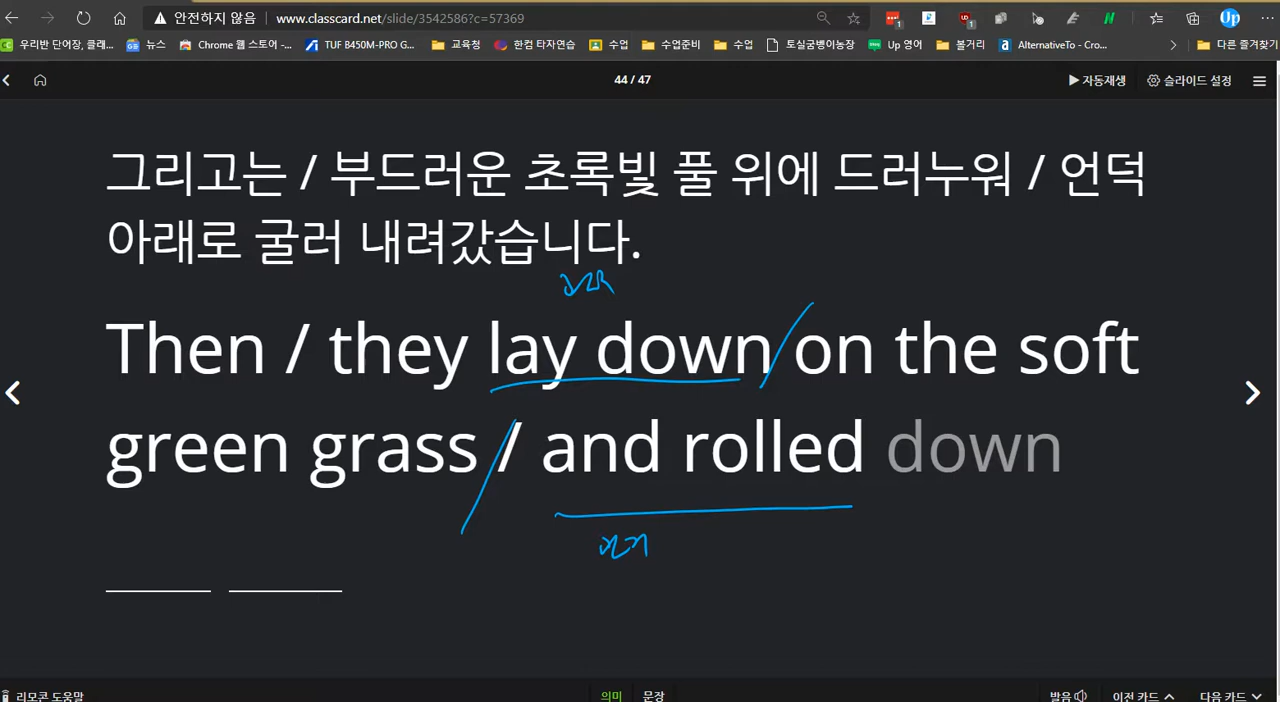 안전하지 않음 www.classcard.net/slide/3542586?c=57369
우리반 단어장, 클래... 뉴스 Chrome 웹 스토어 -... TUF B450M-PRO G... 교육청 한컴 타자연습 수업 수업준비 수업 토실굼벵이농장 Up 영어 볼거리 AlternativeTo - Cro... 다른 즐겨찾기
44 / 47 자동재생 슬라이드 설정
그리고는 / 부드러운 초록빛 풀 위에 드러누워 / 언덕
아래로 굴러 내려갔습니다.
Then / they lay down on the soft
green grass / and rolled down
리모콘 도움말 의미 문장 발음 이전 카드 다음 카드